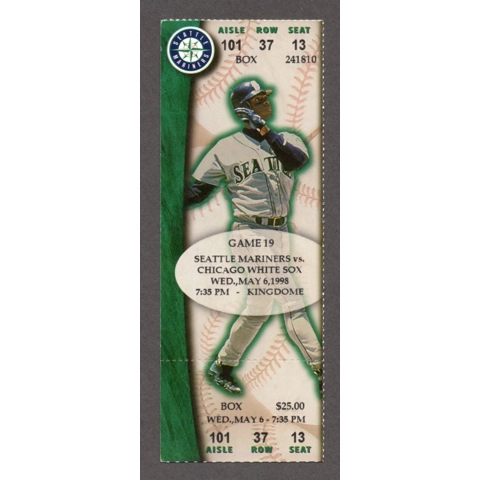 SEATTLE MARINERS
AISLE ROW SEAT
101 37 13
BOX 241810
SEATTLE
GAME 19
SEATTLE MARINERS vs.
CHICAGO WHITE SOX
WED.,MAY 6,1998
7:35 PM - KINGDOME
BOX $25.00
WED.,MAY 6 - 7:35 PM
101 37 13
AISLE ROW SEAT